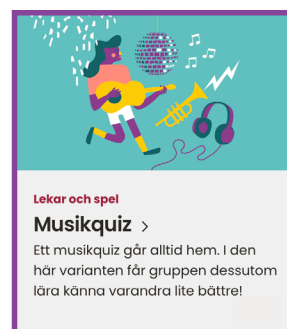 Lekar och spel
Musikquiz >
Ett musikquiz går alltid hem. I den
här varianten får gruppen dessutom
lära känna varandra lite bättre!